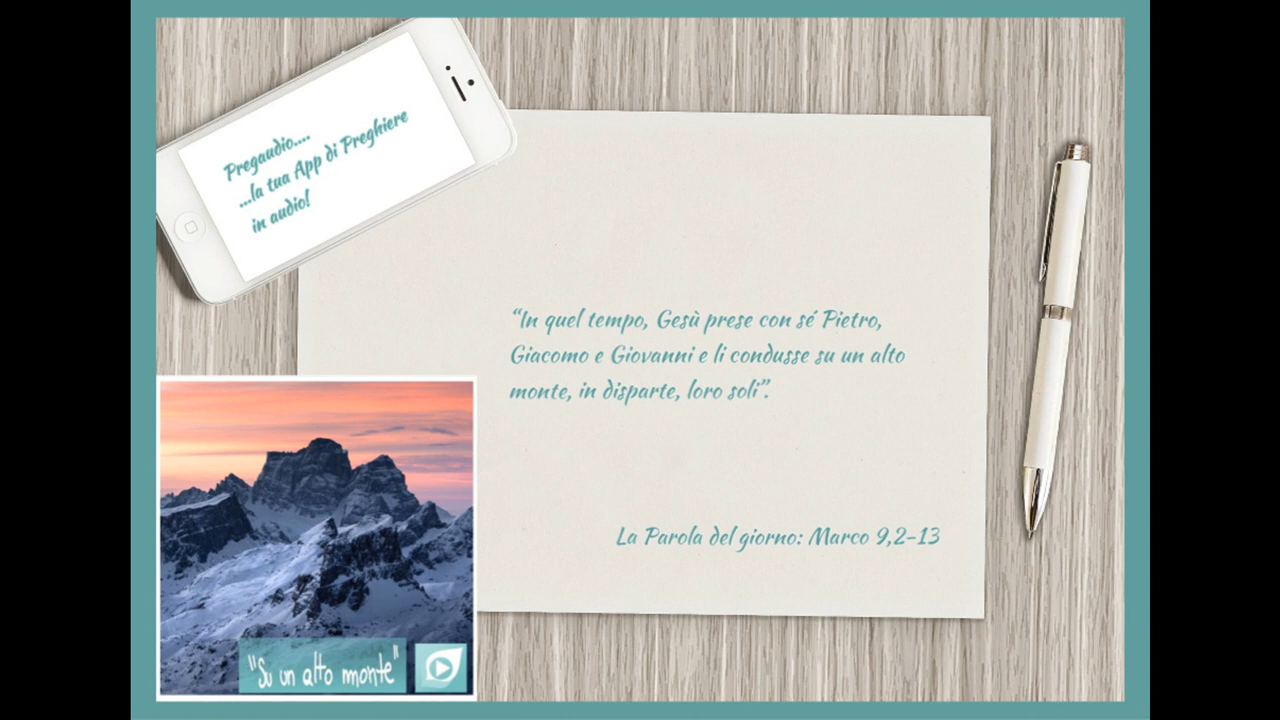 Pregaudio....
...la tua App di Preghiere
in audio!
“In quel tempo, Gesù prese con sé Pietro,
Giacomo e Giovanni e li condusse su un alto
monte, in disparte, loro soli”.
La Parola del giorno: Marco 9,2-13
"Su un alto monte"